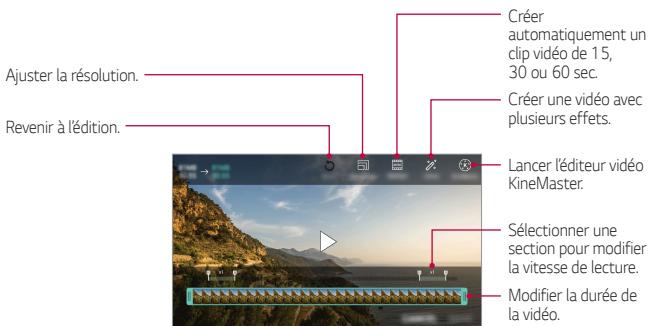 Créer
automatiquement un
clip vidéo de 15,
30 ou 60 sec.
Ajuster la résolution.
Créer une vidéo avec
plusieurs effets.
Revenir à l'édition.
Lancer l'éditeur vidéo
KineMaster.
Sélectionner une
section pour modifier
la vitesse de lecture.
x1
x1
Modifier la durée de
la vidéo.